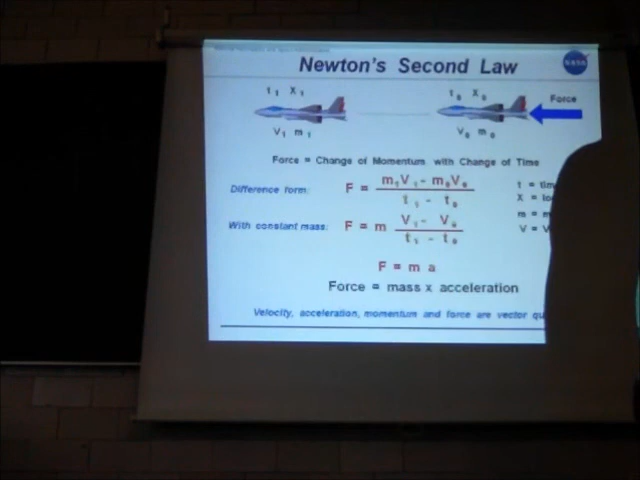 Newton's Second Law
NASA
t₁ X₁
t₀ X₀
Force
V₁ m₁
V₀ m₀
Force = Change of Momentum with Change of Time
Difference form: F = m₁V₁ - m₀V₀
t₁ - t₀
t =
X =
m =
V =
With constant mass: F = m V₁ - V₀
t₁ - t₀
F = m a
Force = mass x acceleration
Velocity, acceleration, momentum and force are vector qu